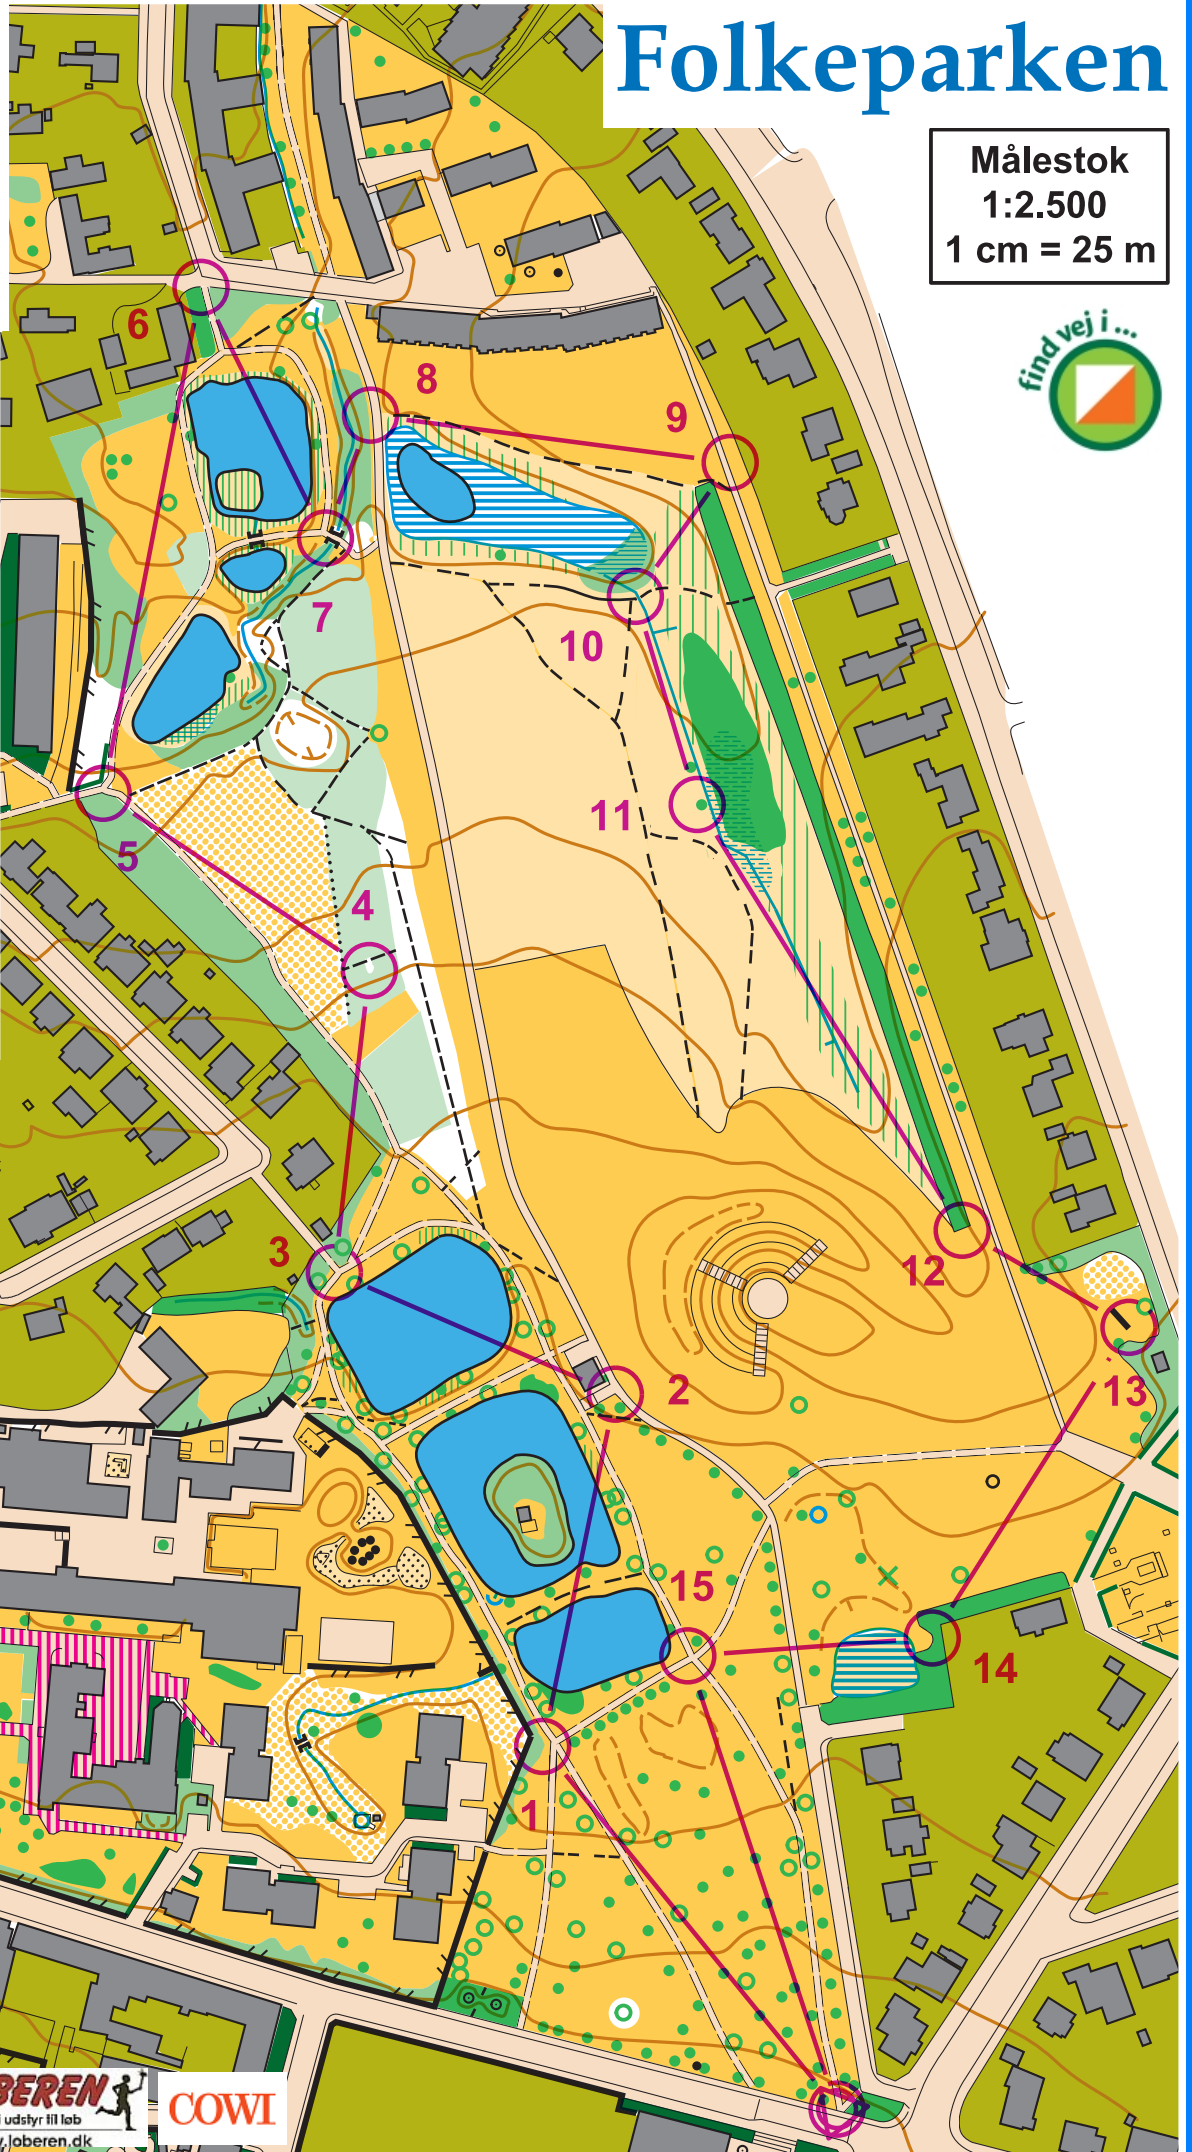 Folkeparken
Målestok
1:2.500
1 cm = 25 m
find vej i ...
6
8
9
7
10
11
5
4
3
12
2
13
15
14
1
BEREN
i udstyr til løb
.loberen.dk
COWI